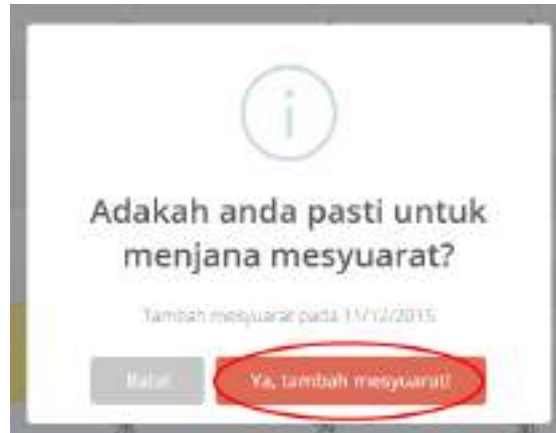 Adakah anda pasti untuk
menjana mesyuarat?
Tambah mesyuarat pada 11/12/2015
Batal
Ya, tambah mesyuarat!